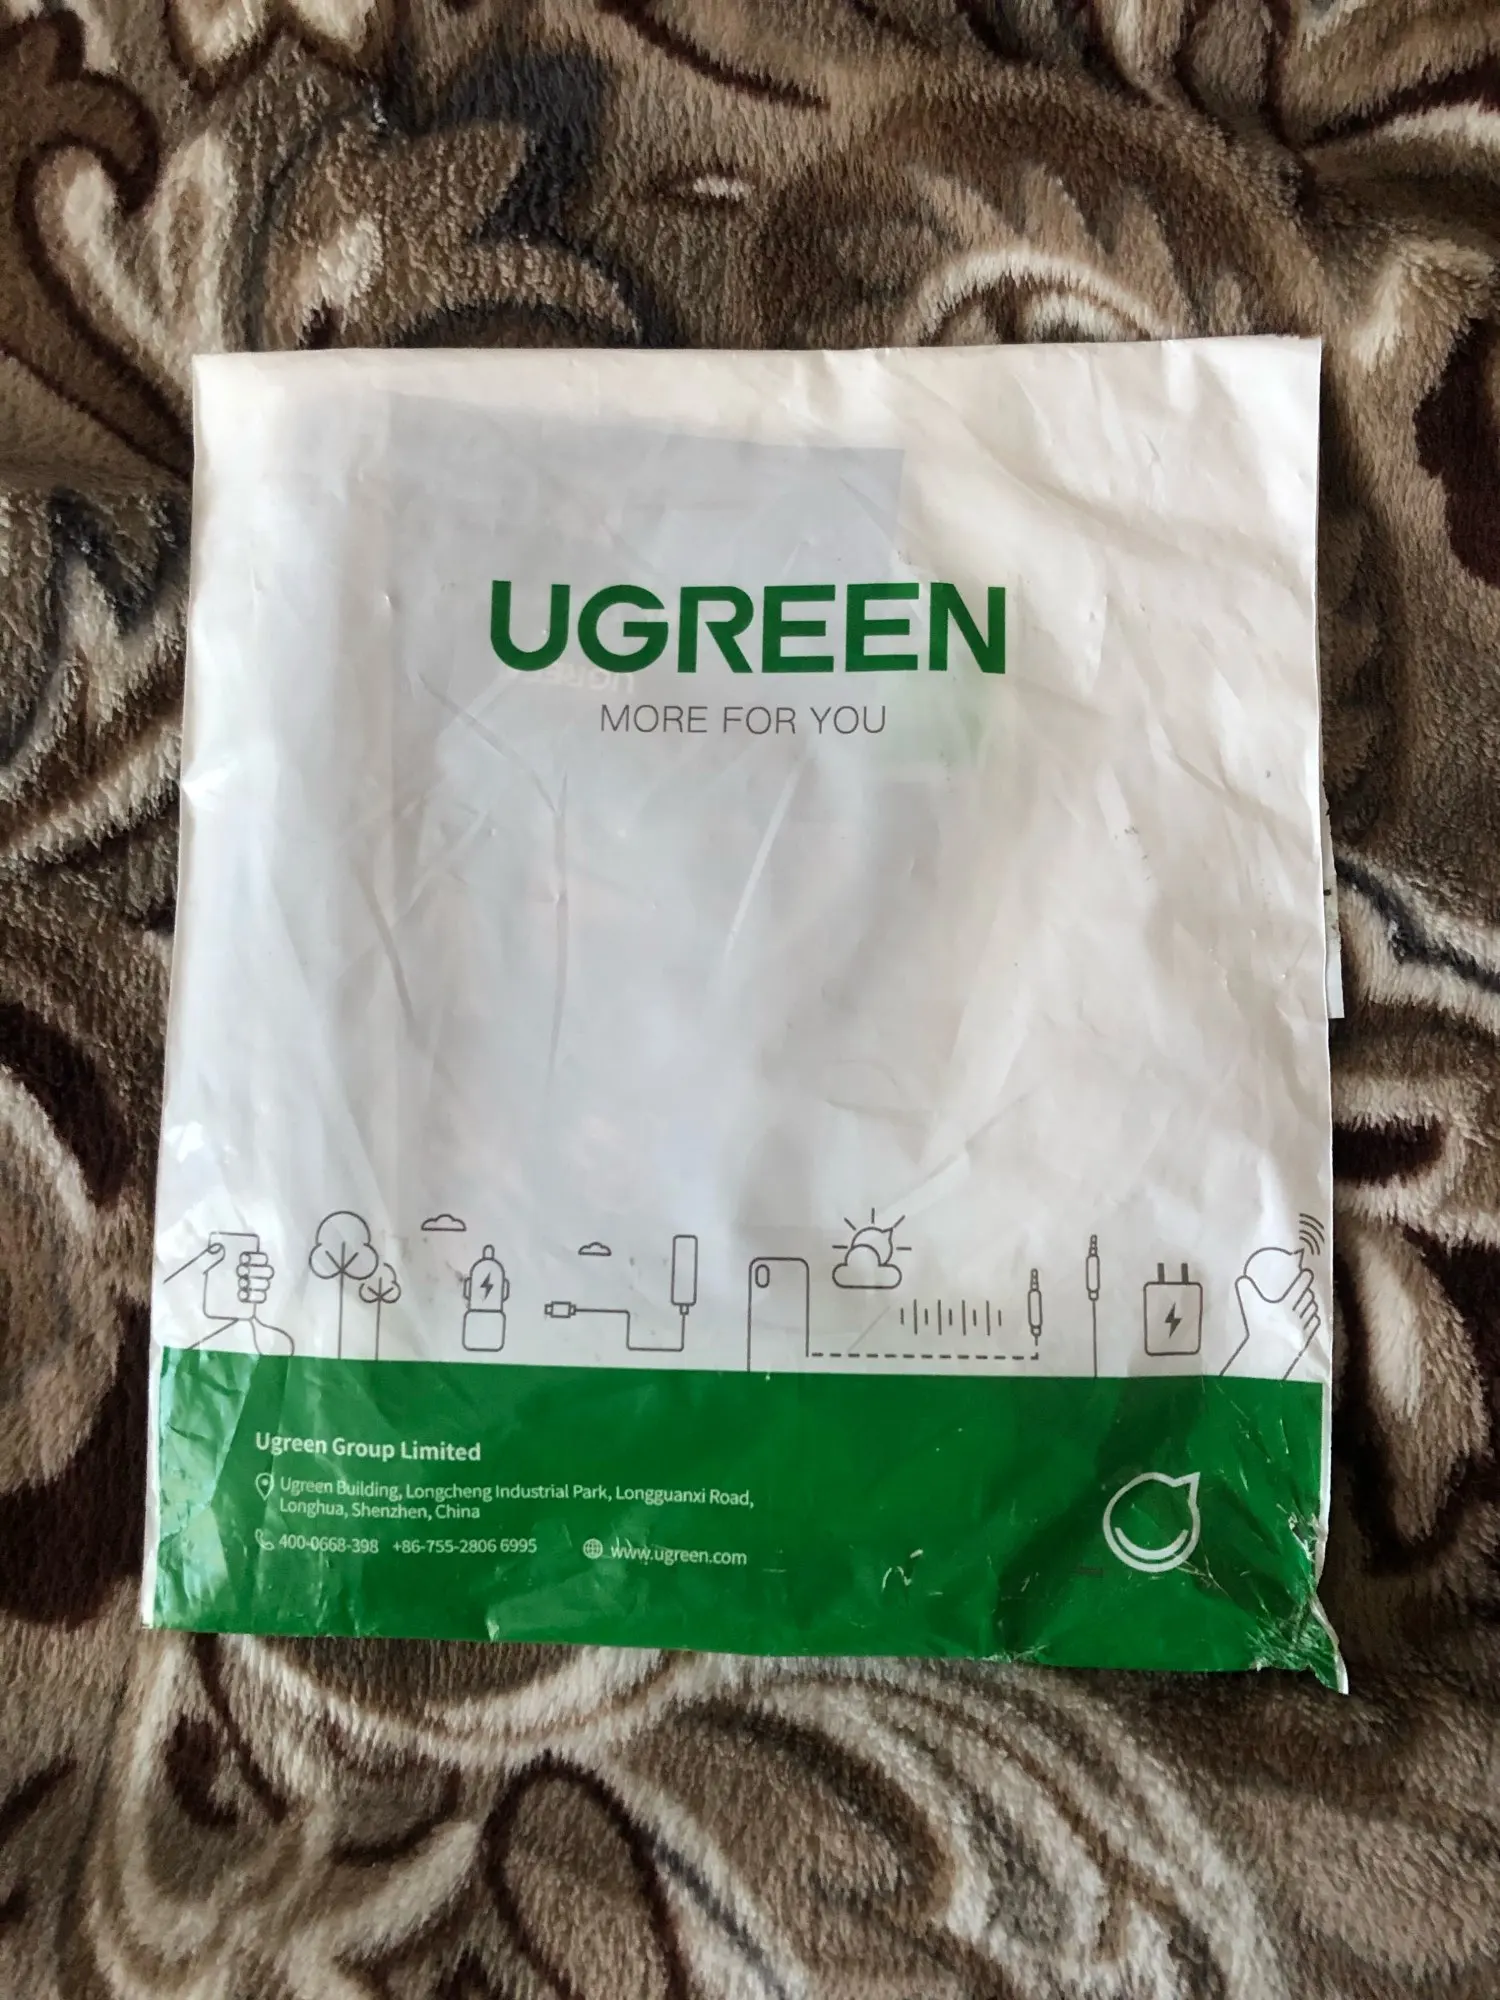 UGREEN
MORE FOR YOU
Ugreen Group Limited
Ugreen Building, Longcheng Industrial Park, Longguanxi Road,
Longhua, Shenzhen, China
400-0668-398 +86-755-2806 6995 www.ugreen.com